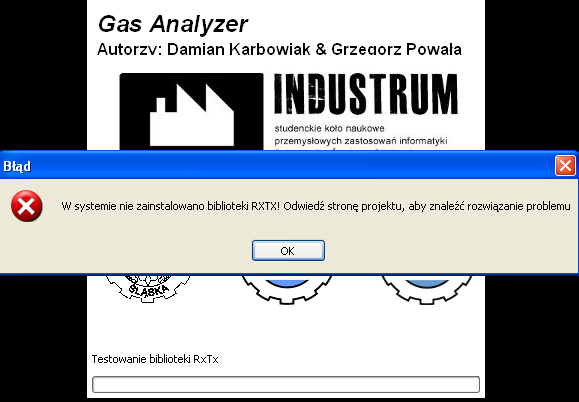 Gas Analyzer
Autorzy: Damian Karbowiak & Grzegorz Powała
INDUSTRUM
studenckie koło naukowe
przemysłowych zastosowań informatyki
Błąd
W systemie nie zainstalowano biblioteki RXTX! Odwiedź stronę projektu, aby znaleźć rozwiązanie problemu
OK
ŚLĄSKA
Testowanie biblioteki RxTx